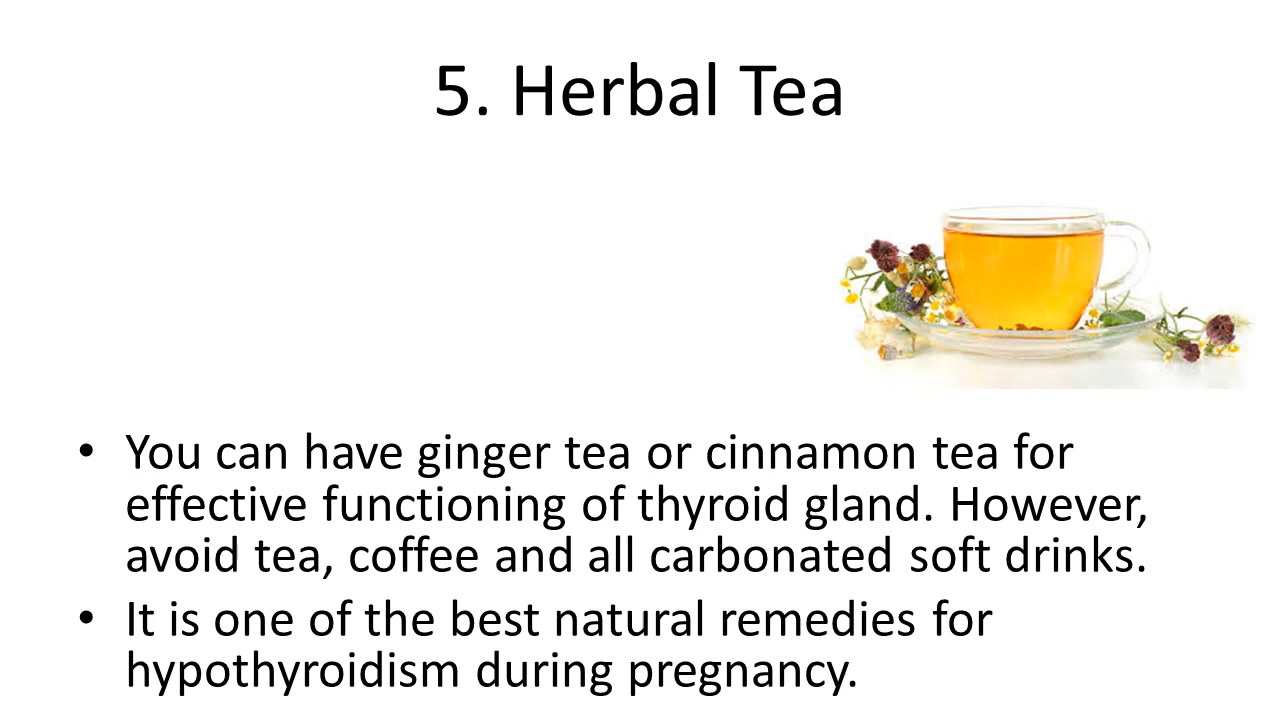 5. Herbal Tea
• You can have ginger tea or cinnamon tea for
effective functioning of thyroid gland. However,
avoid tea, coffee and all carbonated soft drinks.
• It is one of the best natural remedies for
hypothyroidism during pregnancy.